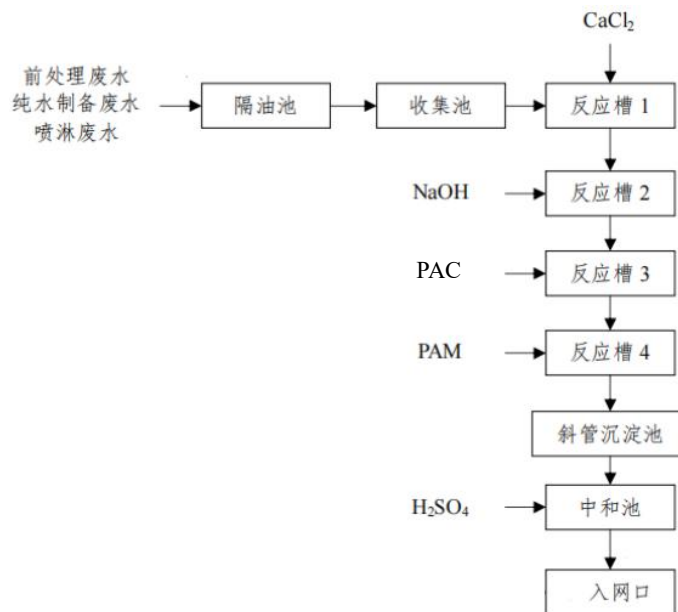 CaCl₂
前处理废水
纯水制备废水
喷淋废水
隔油池
收集池
反应槽 1
NaOH
反应槽 2
PAC
反应槽 3
PAM
反应槽 4
斜管沉淀池
H₂SO₄
中和池
入网口